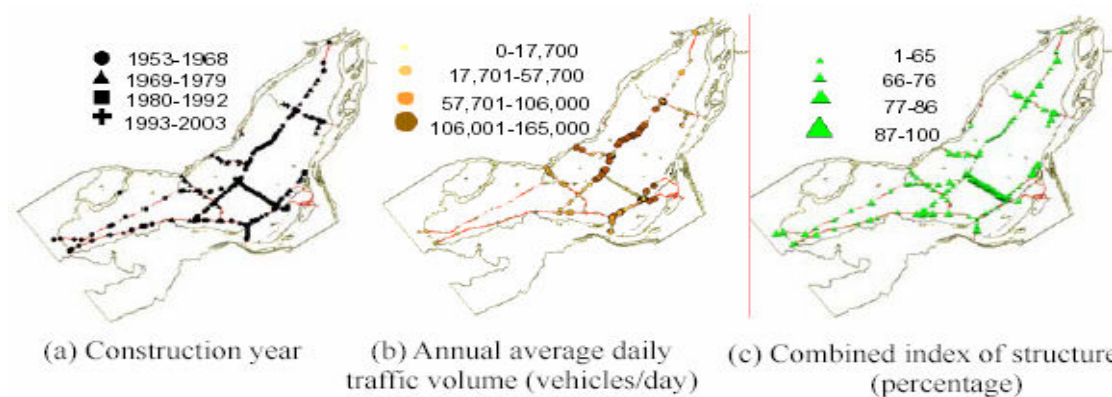 1953-1968
1969-1979
1980-1992
1993-2003
0-17,700
17,701-57,700
57,701-106,000
106,001-165,000
1-65
66-76
77-86
87-100
(a) Construction year
(b) Annual average daily
traffic volume (vehicles/day)
(c) Combined index of structure
(percentage)